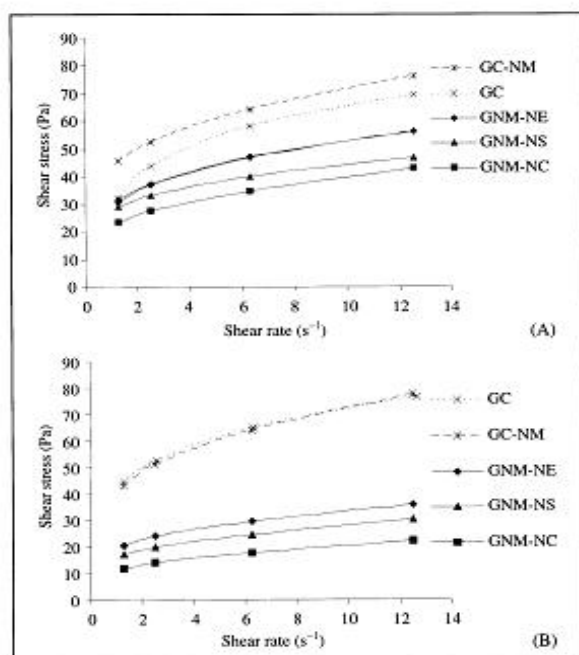 90
80
70
60
50
40
30
20
10
0
Shear stress (Pa)
GC-NM
GC
GNM-NE
GNM-NS
GNM-NC
0 2 4 6 8 10 12 14
Shear rate (s⁻¹)
(A)
90
80
70
60
50
40
30
20
10
0
Shear stress (Pa)
GC
GC-NM
GNM-NE
GNM-NS
GNM-NC
0 2 4 6 8 10 12 14
Shear rate (s⁻¹)
(B)